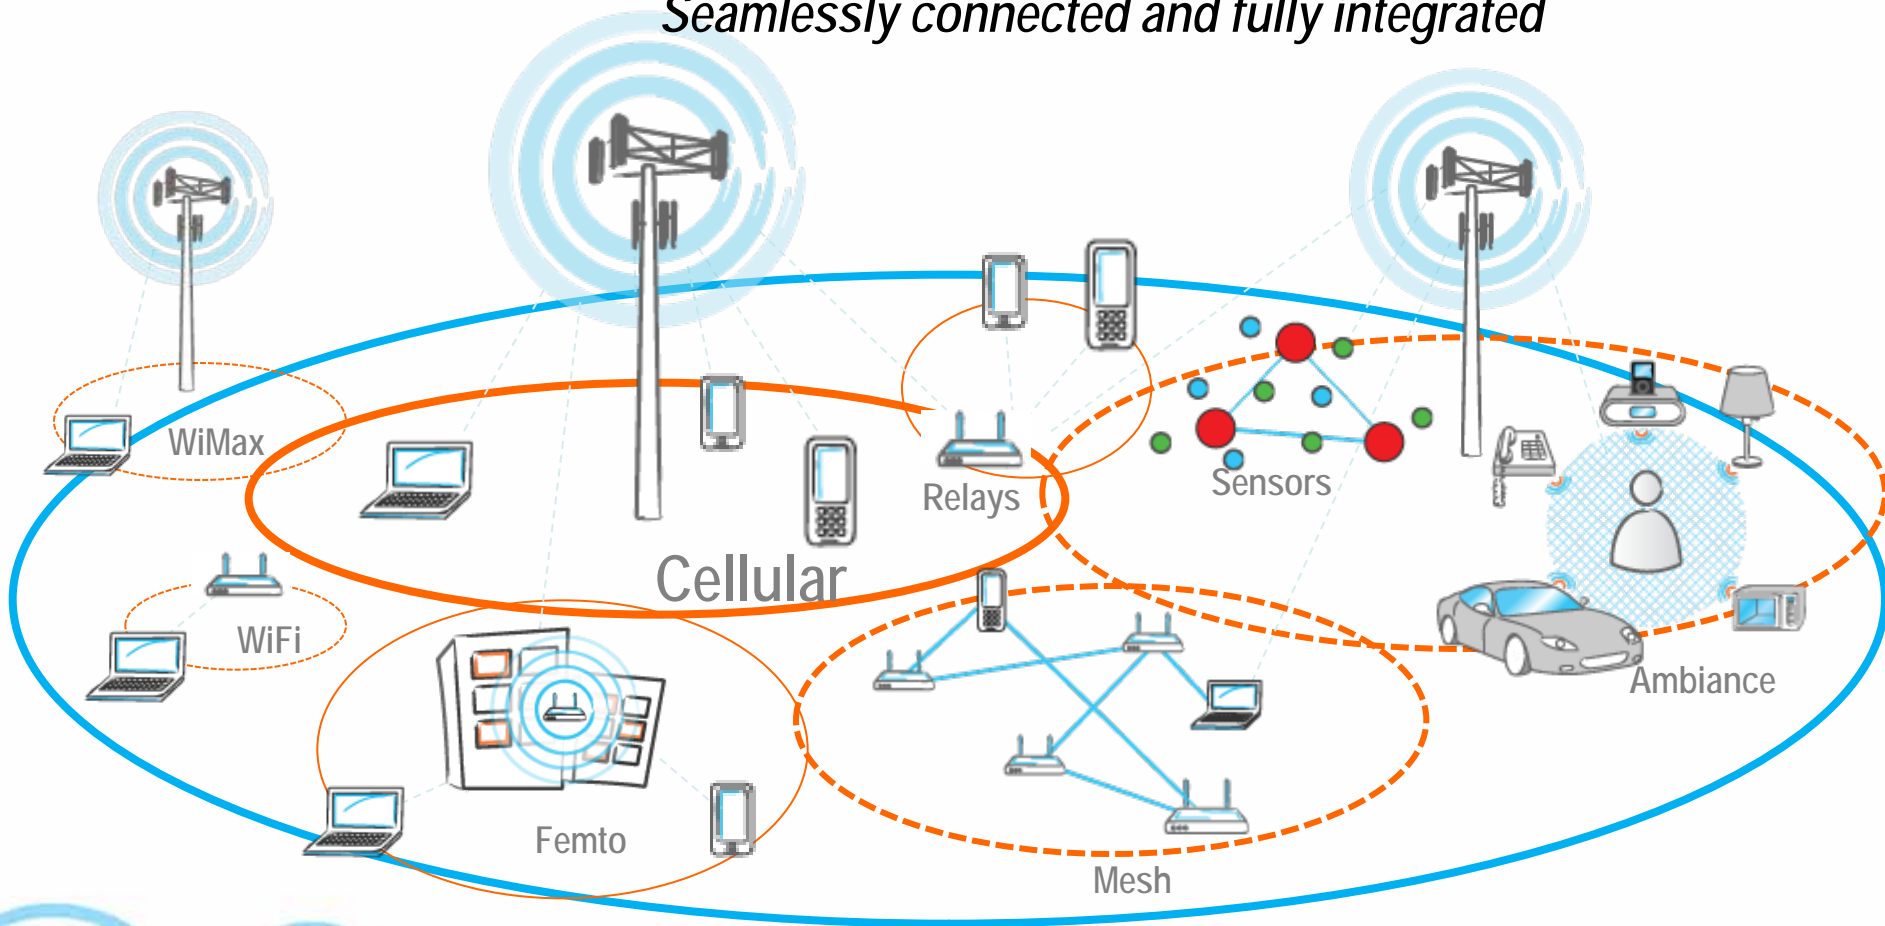 Seamlessly connected and fully integrated
WiMax
Relays
Sensors
Cellular
WiFi
Ambiance
Femto
Mesh